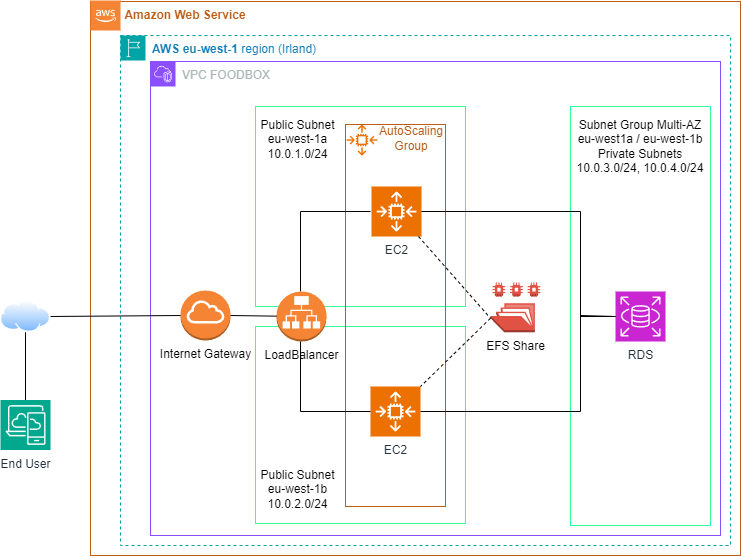 aws
Amazon Web Service
AWS eu-west-1 region (Irland)
VPC FOODBOX
Public Subnet
eu-west-1a
10.0.1.0/24
AutoScaling
Group
Subnet Group Multi-AZ
eu-west1a / eu-west-1b
Private Subnets
10.0.3.0/24, 10.0.4.0/24
EC2
Internet Gateway
LoadBalancer
EFS Share
RDS
EC2
End User
Public Subnet
eu-west-1b
10.0.2.0/24